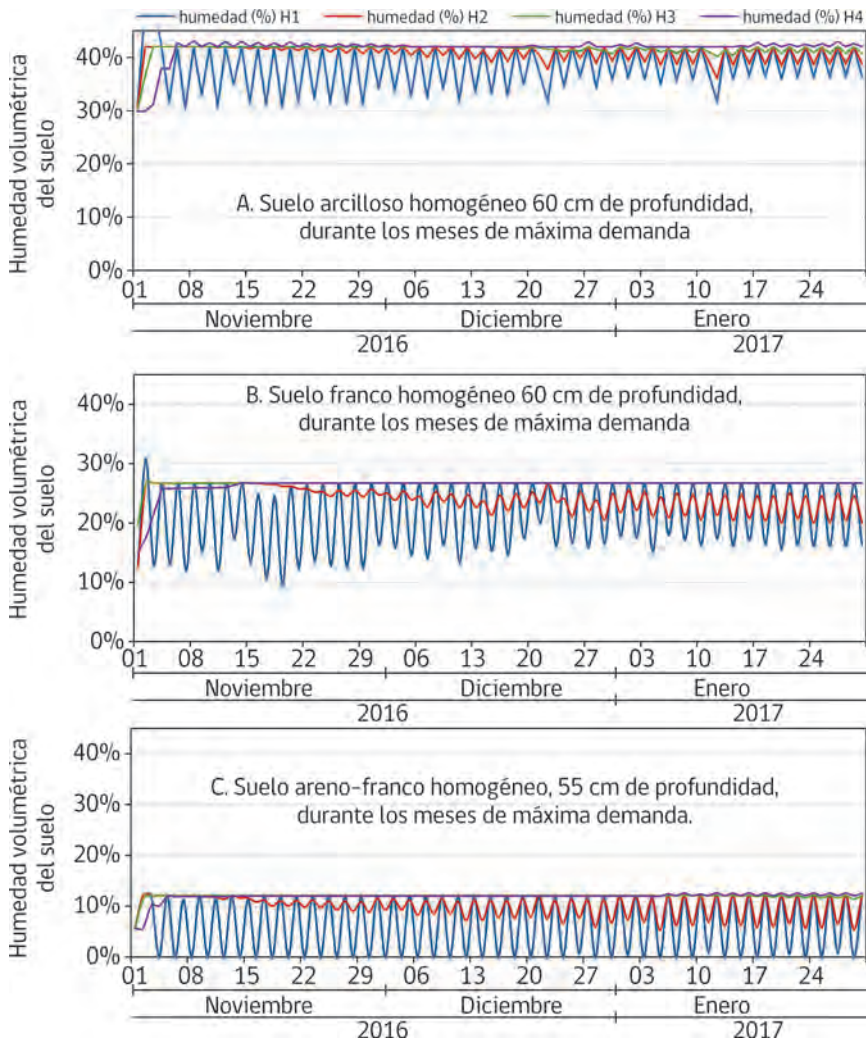 humedad (%) H1 humedad (%) H2 humedad (%) H3 humedad (%) H4
Humedad volumétrica
del suelo
40%
30%
20%
10%
0%
A. Suelo arcilloso homogéneo 60 cm de profundidad,
durante los meses de máxima demanda
01 08 15 22 29 06 13 20 27 03 10 17 24
Noviembre Diciembre Enero
2016 2017
Humedad volumétrica
del suelo
40%
30%
20%
10%
0%
B. Suelo franco homogéneo 60 cm de profundidad,
durante los meses de máxima demanda
01 08 15 22 29 06 13 20 27 03 10 17 24
Noviembre Diciembre Enero
2016 2017
Humedad volumétrica
del suelo
40%
30%
20%
10%
0%
C. Suelo areno-franco homogéneo, 55 cm de profundidad,
durante los meses de máxima demanda.
01 08 15 22 29 06 13 20 27 03 10 17 24
Noviembre Diciembre Enero
2016 2017